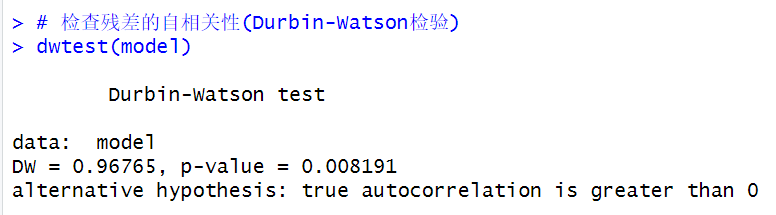 > # 检查残差的自相关性(Durbin-Watson检验)
> dwtest(model)
Durbin-Watson test
data:  model
DW = 0.96765, p-value = 0.008191
alternative hypothesis: true autocorrelation is greater than 0